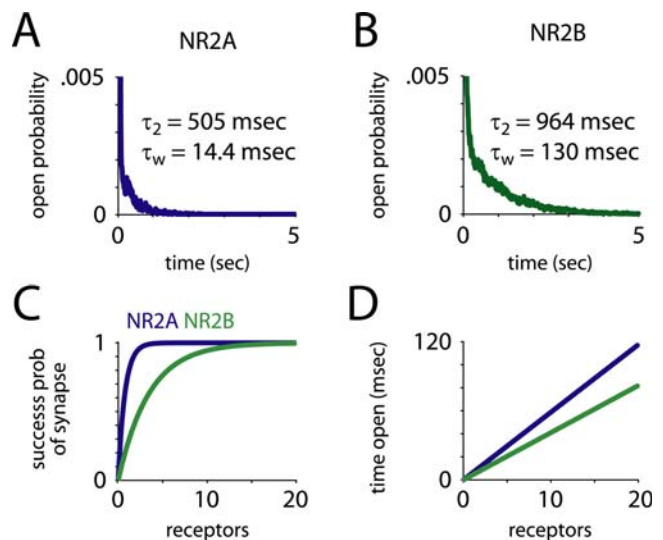 A
NR2A
.005
open probability
τ2 = 505 msec
τw = 14.4 msec
0
0
5
time (sec)
B
NR2B
.005
open probability
τ2 = 964 msec
τw = 130 msec
0
0
5
time (sec)
C
NR2A NR2B
1
successs prob
of synapse
0
0
10
20
receptors
D
120
time open (msec)
0
0
10
20
receptors